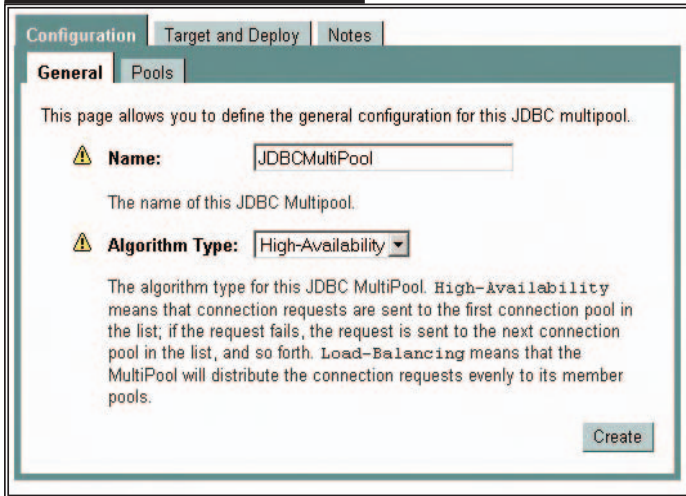 Configuration Target and Deploy Notes
General Pools
This page allows you to define the general configuration for this JDBC multipool.
Name: JDBCMultiPool
The name of this JDBC Multipool.
Algorithm Type: High-Availability
The algorithm type for this JDBC MultiPool. High-Availability
means that connection requests are sent to the first connection pool in
the list; if the request fails, the request is sent to the next connection
pool in the list, and so forth. Load-Balancing means that the
MultiPool will distribute the connection requests evenly to its member
pools.
Create